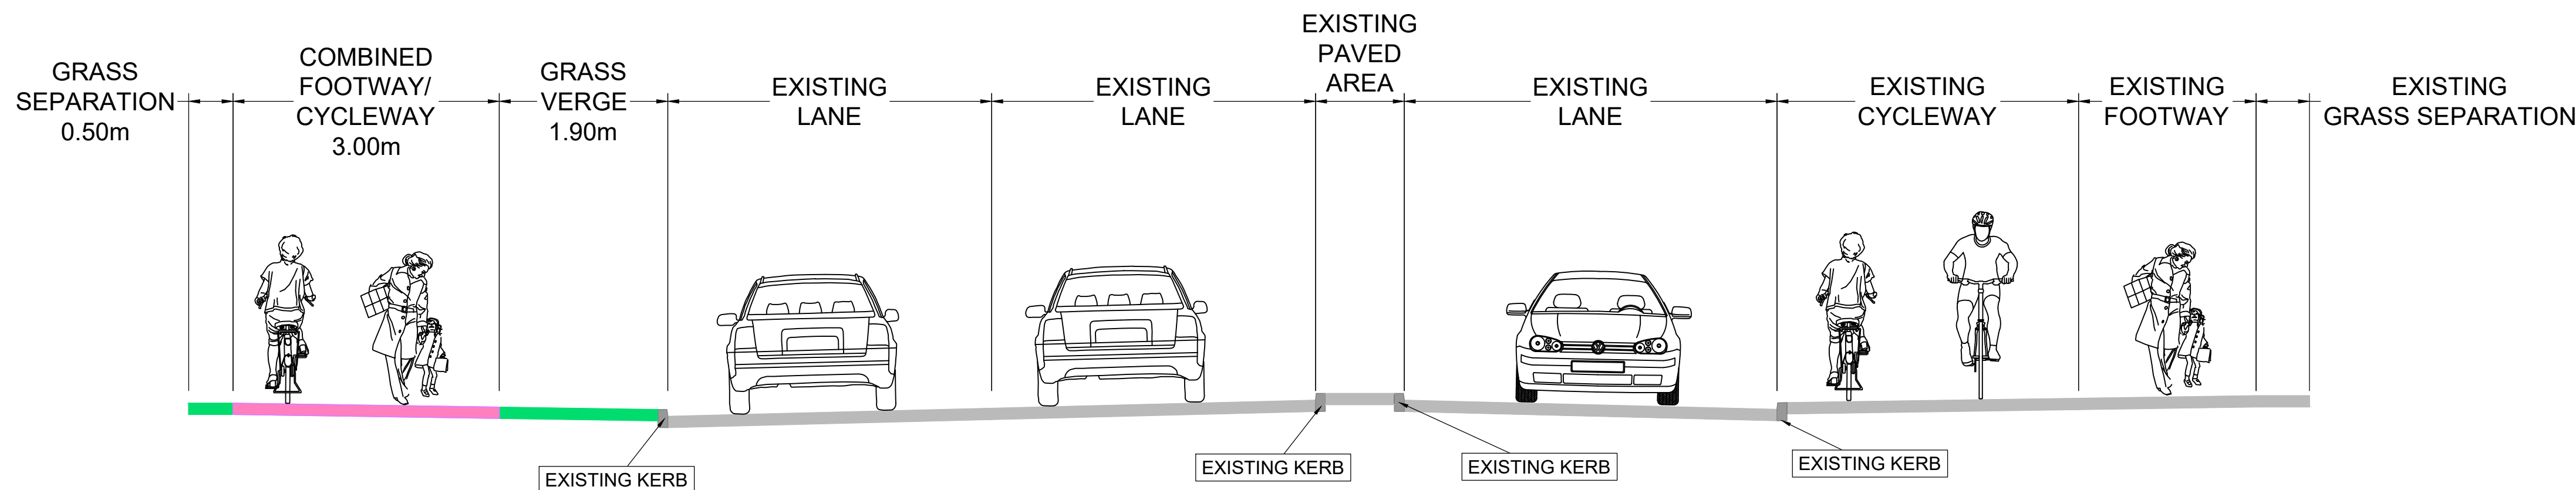 GRASS
SEPARATION
0.50m
COMBINED
FOOTWAY/
CYCLEWAY
3.00m
GRASS
VERGE
1.90m
EXISTING
LANE
EXISTING
LANE
EXISTING
PAVED
AREA
EXISTING
LANE
EXISTING
CYCLEWAY
EXISTING
FOOTWAY
EXISTING
GRASS SEPARATION
EXISTING KERB
EXISTING KERB
EXISTING KERB
EXISTING KERB